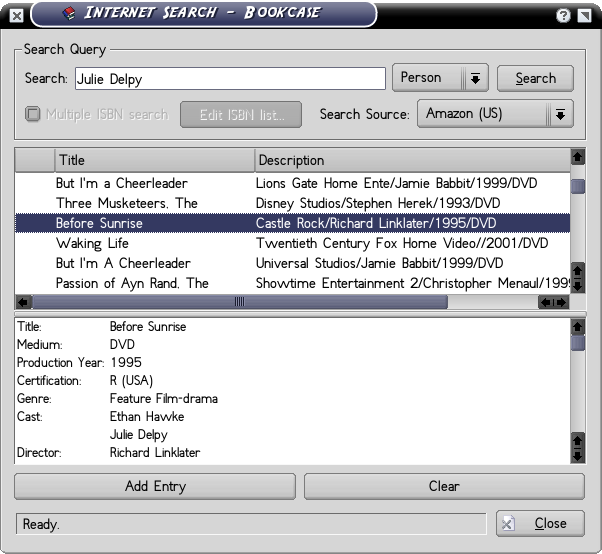 Internet Search - Bookcase
Search Query
Search: Julie Delpy Person Search
Multiple ISBN search Edit ISBN list... Search Source: Amazon (US)
Title Description
But I'm a Cheerleader Lions Gate Home Ente/Jamie Babbit/1999/DVD
Three Musketeers, The Disney Studios/Stephen Herek/1993/DVD
Before Sunrise Castle Rock/Richard Linklater/1995/DVD
Waking Life Twentieth Century Fox Home Video//2001/DVD
But I'm A Cheerleader Universal Studios/Jamie Babbit/1999/DVD
Passion of Ayn Rand, The Showtime Entertainment 2/Christopher Menaul/199
Title: Before Sunrise
Medium: DVD
Production Year: 1995
Certification: R (USA)
Genre: Feature Film-drama
Cast: Ethan Hawke
Julie Delpy
Director: Richard Linklater
Add Entry Clear
Ready. Close